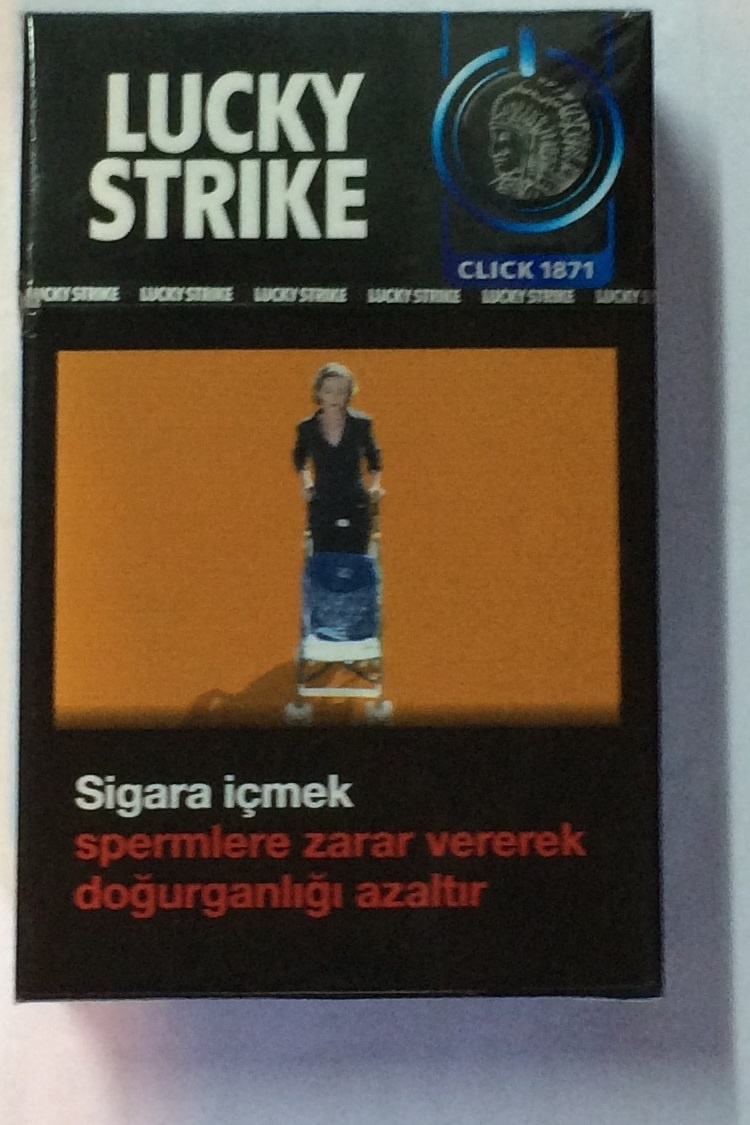 LUCKY
STRIKE
CLICK 1871
LUCKY STRIKE LUCKY STRIKE LUCKY STRIKE LUCKY STRIKE LUCKY STRIKE LUCKY S
Sigara içmek
spermlere zarar vererek
doğurganlığı azaltır